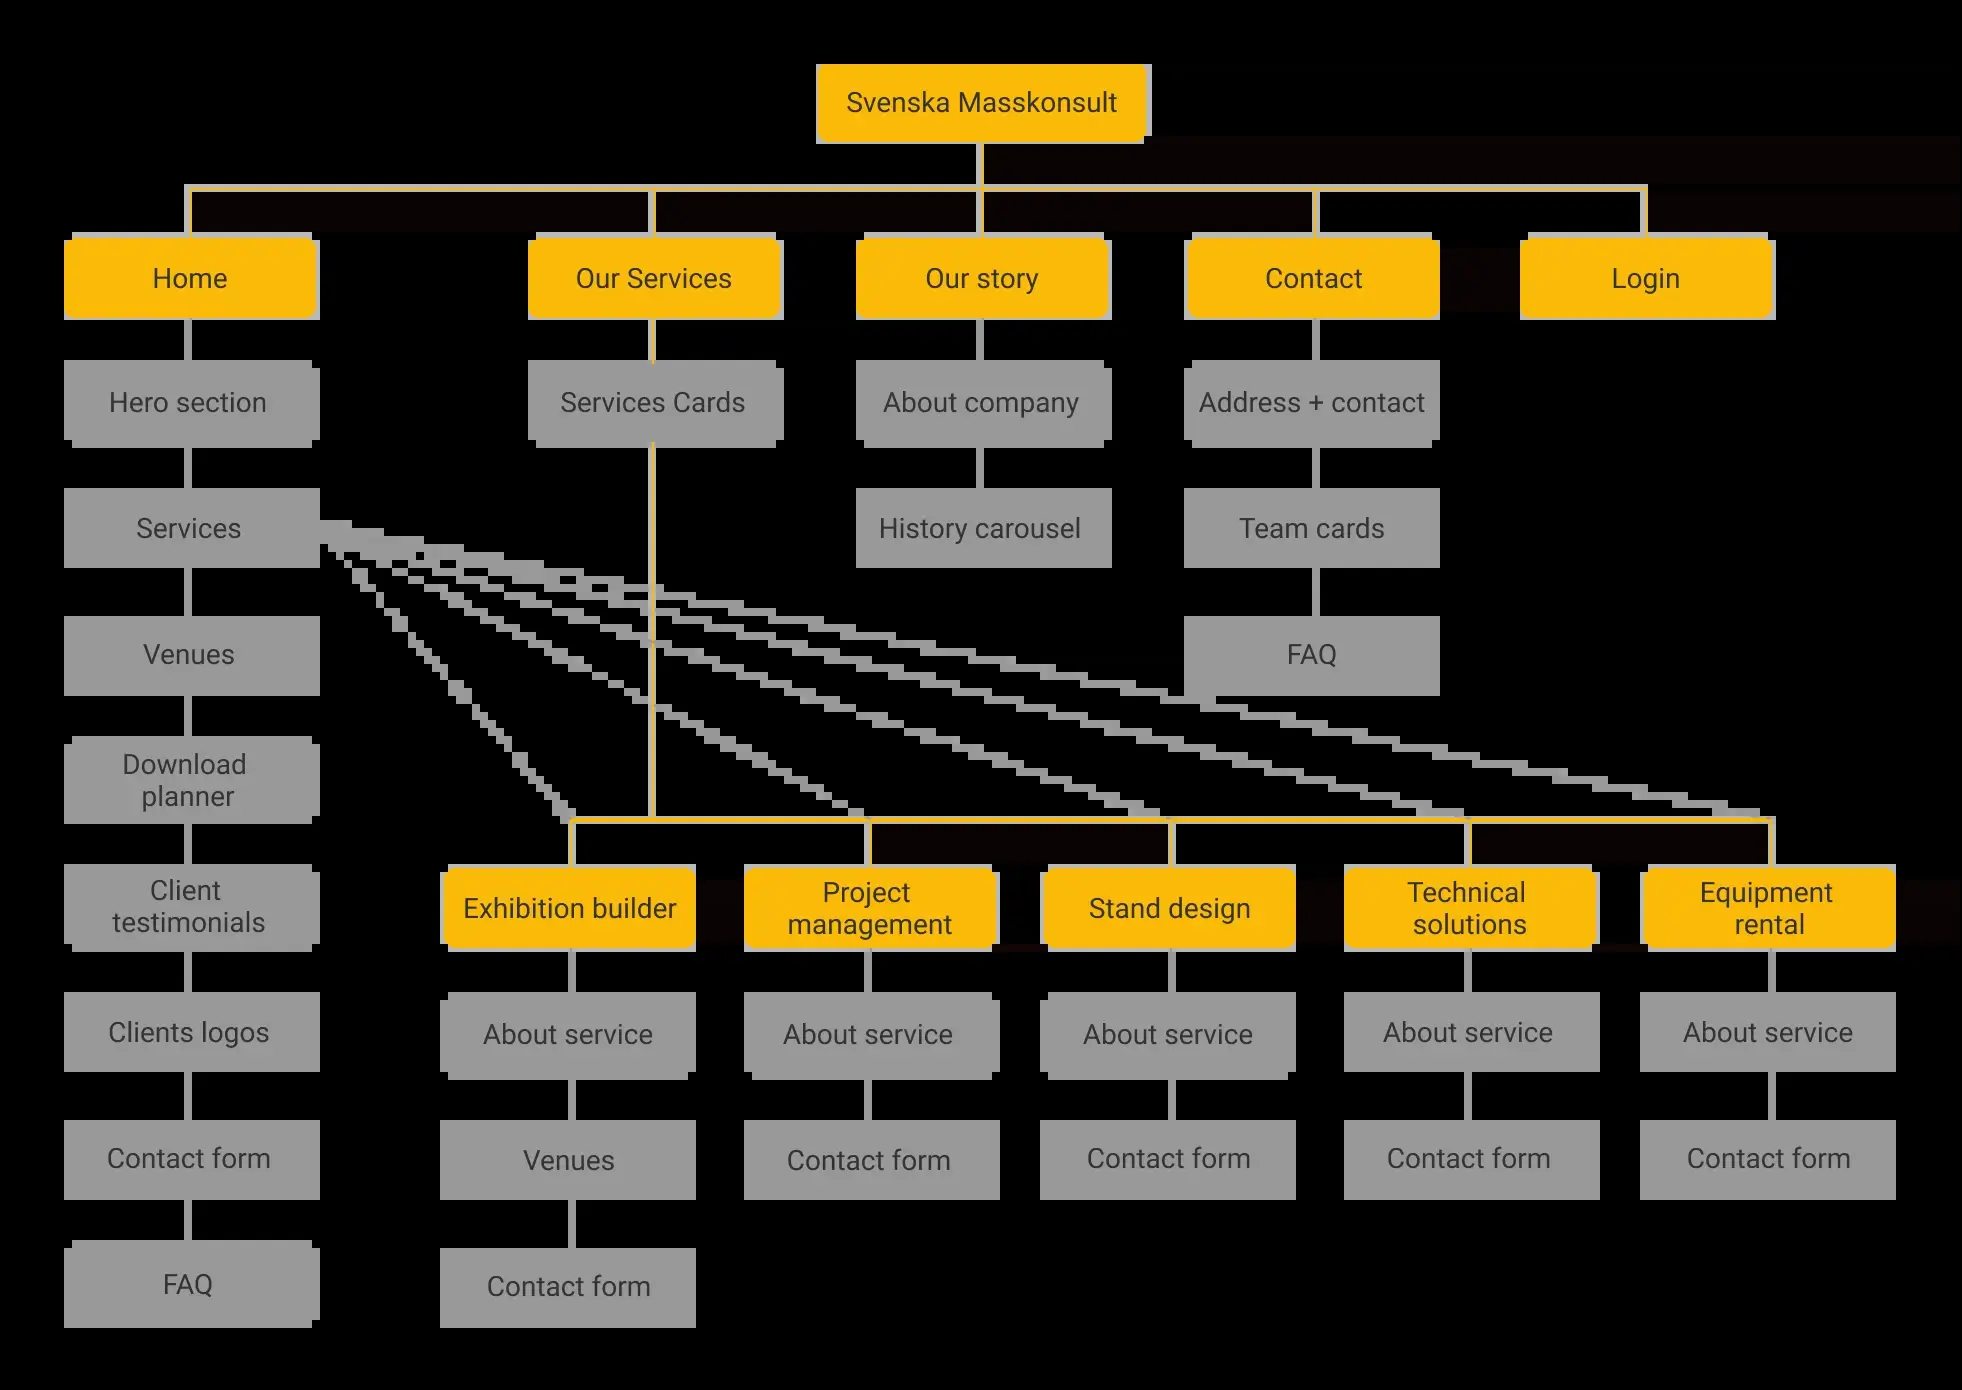 Svenska Masskonsult
Home
Our Services
Our story
Contact
Login
Hero section
Services Cards
About company
Address + contact
Services
History carousel
Team cards
Venues
FAQ
Download
planner
Client
testimonials
Exhibition builder
Project
management
Stand design
Technical
solutions
Equipment
rental
Clients logos
About service
About service
About service
About service
About service
Contact form
Venues
Contact form
Contact form
Contact form
Contact form
FAQ
Contact form